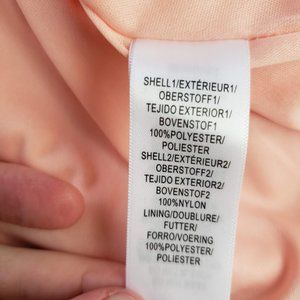 SHELL1/EXTÉRIEUR1/
OBERSTOFF1/
TEJIDO EXTERIOR1/
BOVENSTOF1
100%POLYESTER/
POLIESTER
SHELL2/EXTÉRIEUR2/
OBERSTOFF2/
TEJIDO EXTERIOR2/
BOVENSTOF2
100%NYLON
LINING/DOUBLURE/
FUTTER/
FORRO/VOERING
100%POLYESTER/
POLIESTER